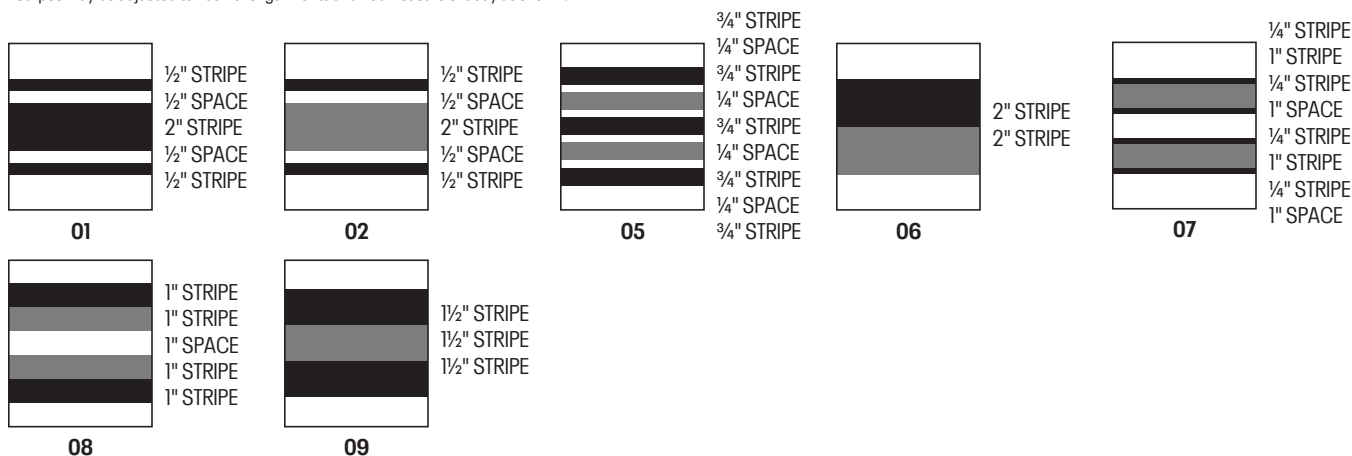 ¾" STRIPE
¼" SPACE
¾" STRIPE
¼" SPACE
¾" STRIPE
¼" SPACE
¾" STRIPE
¼" SPACE
¾" STRIPE
½" STRIPE
½" SPACE
2" STRIPE
½" SPACE
½" STRIPE
01
½" STRIPE
½" SPACE
2" STRIPE
½" SPACE
½" STRIPE
02
05
2" STRIPE
2" STRIPE
06
¼" STRIPE
1" STRIPE
¼" STRIPE
1" SPACE
¼" STRIPE
1" STRIPE
¼" STRIPE
1" SPACE
07
1" STRIPE
1" STRIPE
1" SPACE
1" STRIPE
1" STRIPE
08
1½" STRIPE
1½" STRIPE
1½" STRIPE
09